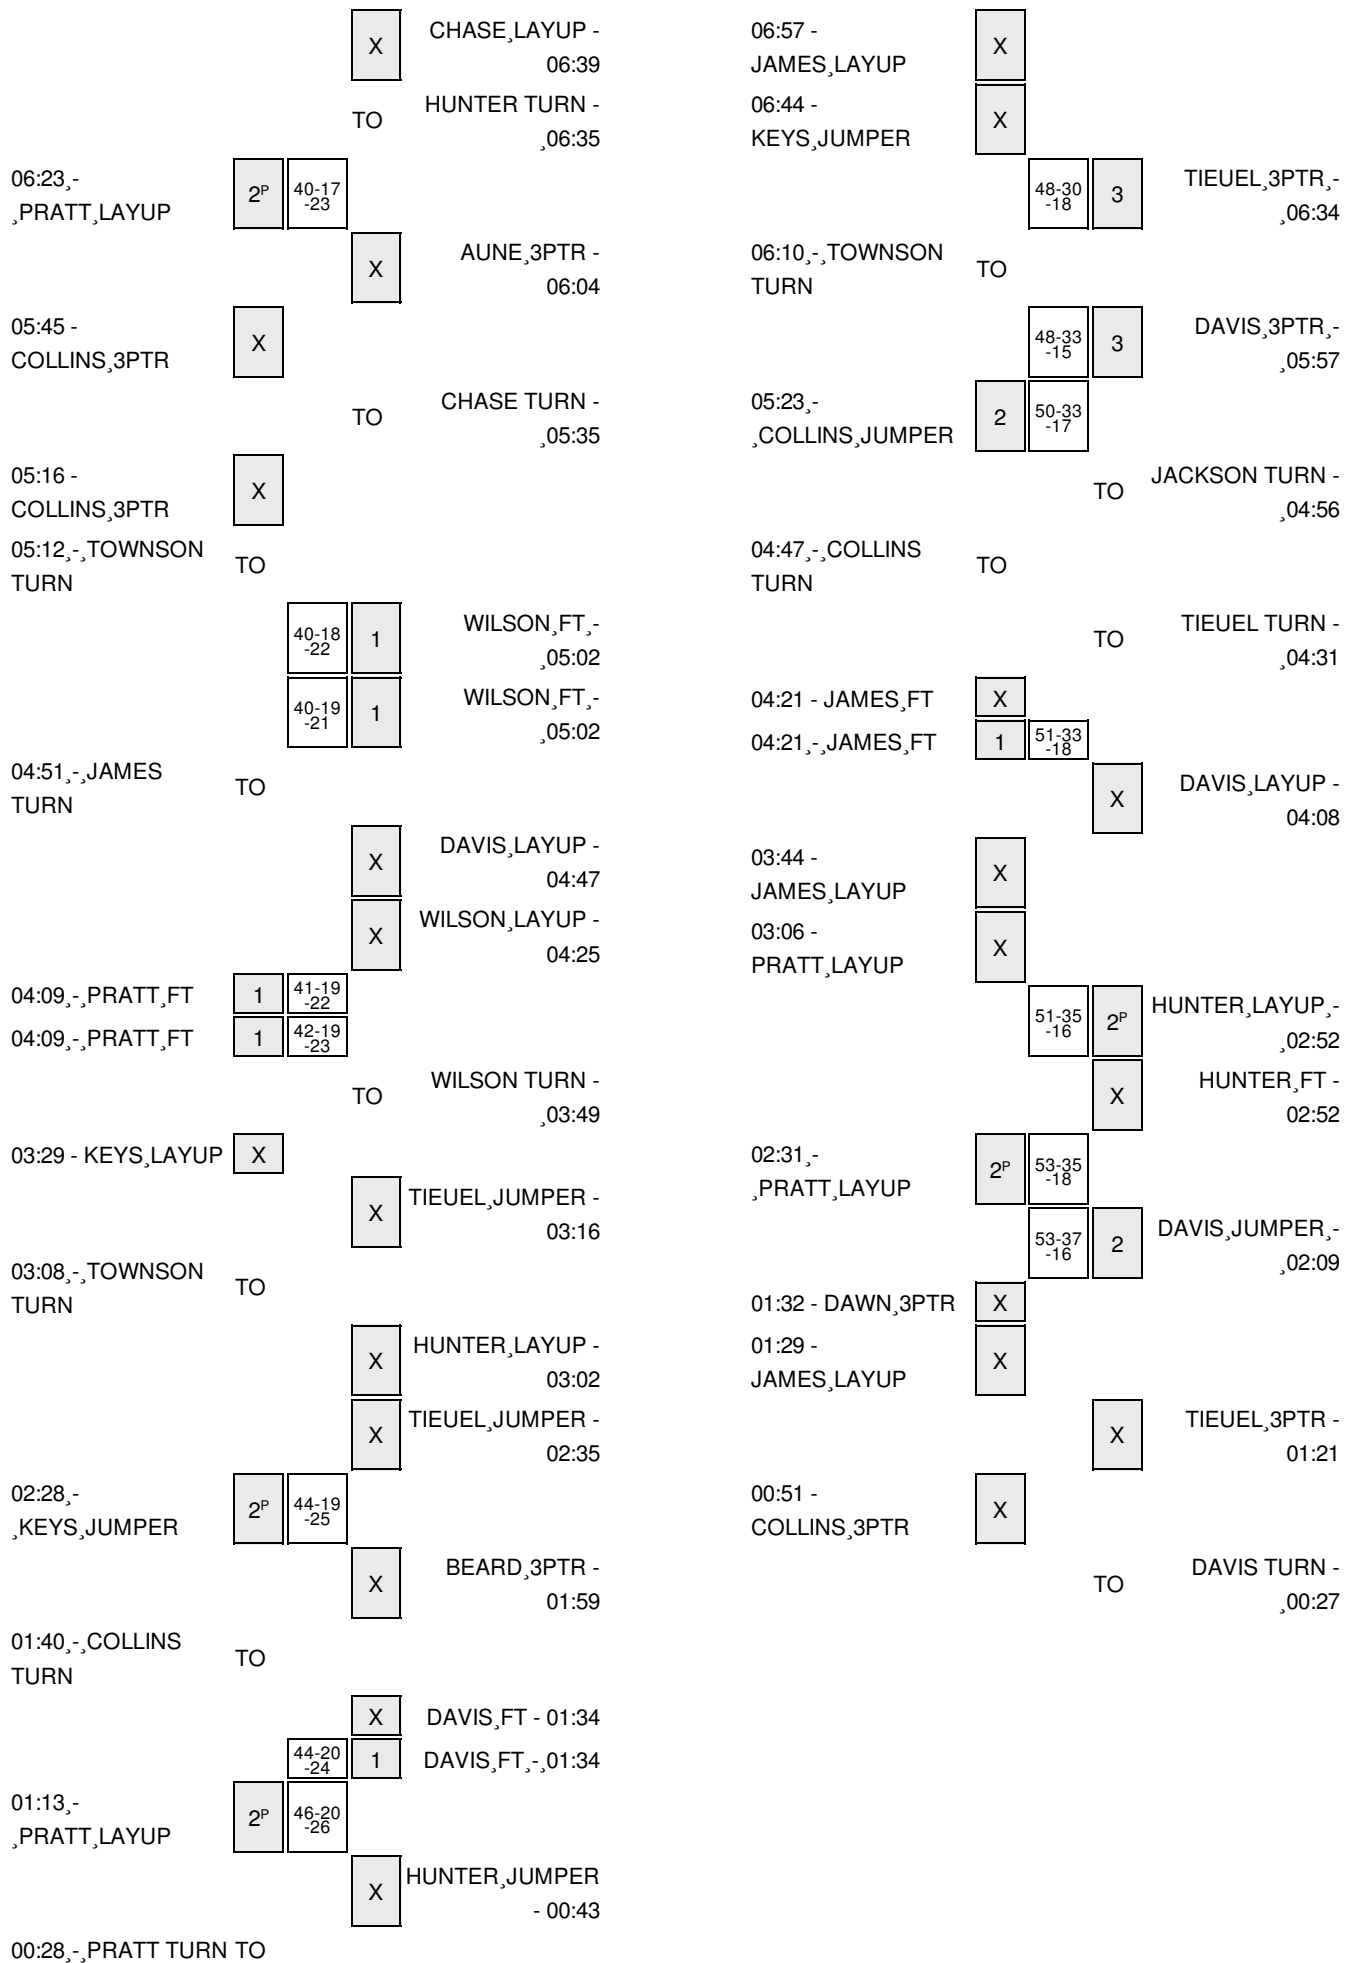 X
CHASE¸LAYUP -
06:39
TO
HUNTER TURN -
¸06:35
06:23¸-
¸PRATT¸LAYUP
2P
40-17
-23
X
AUNE¸3PTR -
06:04
05:45 -
COLLINS¸3PTR
X
TO
CHASE TURN -
¸05:35
05:16 -
COLLINS¸3PTR
X
05:12¸-¸TOWNSON
TURN
TO
40-18
-22
1
WILSON¸FT¸-
¸05:02
40-19
-21
1
WILSON¸FT¸-
¸05:02
04:51¸-¸JAMES
TURN
TO
X
DAVIS¸LAYUP -
04:47
X
WILSON¸LAYUP -
04:25
04:09¸-¸PRATT¸FT
1
41-19
-22
04:09¸-¸PRATT¸FT
1
42-19
-23
TO
WILSON TURN -
¸03:49
03:29 - KEYS¸LAYUP
X
X
TIEUEL¸JUMPER -
03:16
03:08¸-¸TOWNSON
TURN
TO
X
HUNTER¸LAYUP -
03:02
X
TIEUEL¸JUMPER -
02:35
02:28¸-
¸KEYS¸JUMPER
2P
44-19
-25
X
BEARD¸3PTR -
01:59
01:40¸-¸COLLINS
TURN
TO
X
DAVIS¸FT - 01:34
44-20
-24
1
DAVIS¸FT¸-¸01:34
01:13¸-
¸PRATT¸LAYUP
2P
46-20
-26
X
HUNTER¸JUMPER
- 00:43
00:28¸-¸PRATT TURN TO
06:57 -
JAMES¸LAYUP
X
06:44 -
KEYS¸JUMPER
X
48-30
-18
3
TIEUEL¸3PTR¸-
¸06:34
06:10¸-¸TOWNSON
TURN
TO
48-33
-15
3
DAVIS¸3PTR¸-
¸05:57
05:23¸-
¸COLLINS¸JUMPER
2
50-33
-17
TO
JACKSON TURN -
¸04:56
04:47¸-¸COLLINS
TURN
TO
TO
TIEUEL TURN -
¸04:31
04:21 - JAMES¸FT
X
04:21¸-¸JAMES¸FT
1
51-33
-18
X
DAVIS¸LAYUP -
04:08
03:44 -
JAMES¸LAYUP
X
03:06 -
PRATT¸LAYUP
X
51-35
-16
2P
HUNTER¸LAYUP¸-
¸02:52
X
HUNTER¸FT -
02:52
02:31¸-
¸PRATT¸LAYUP
2P
53-35
-18
53-37
-16
2
DAVIS¸JUMPER¸-
¸02:09
01:32 - DAWN¸3PTR
X
01:29 -
JAMES¸LAYUP
X
X
TIEUEL¸3PTR -
01:21
00:51 -
COLLINS¸3PTR
X
TO
DAVIS TURN -
¸00:27